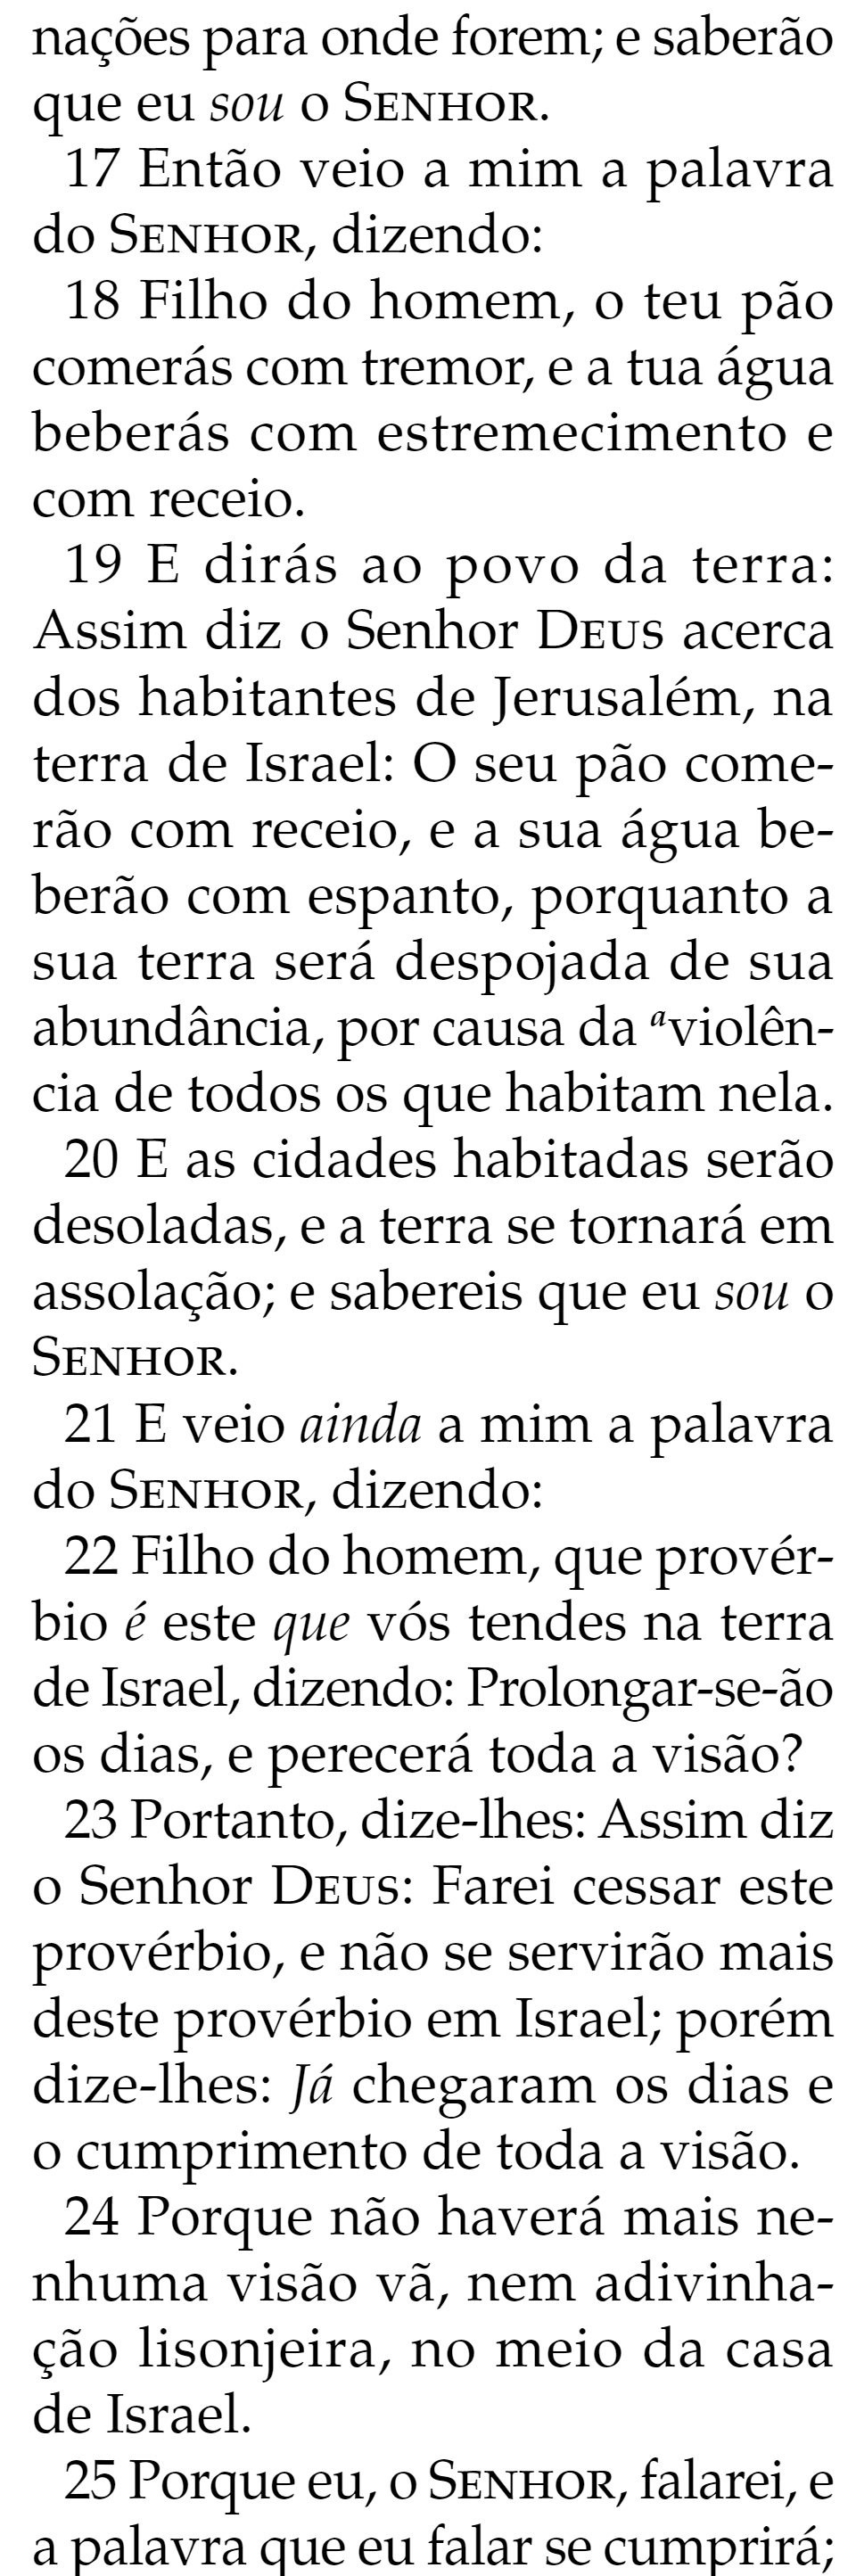 nações para onde forem; e saberão
que eu sou o SENHOR.
17 Então veio a mim a palavra
do SENHOR, dizendo:
18 Filho do homem, o teu pão
comerás com tremor, e a tua água
beberás com estremecimento e
com receio.
19 E dirás ao povo da terra:
Assim diz o Senhor DEUS acerca
dos habitantes de Jerusalém, na
terra de Israel: O seu pão come-
rão com receio, e a sua água be-
berão com espanto, porquanto a
sua terra será despojada de sua
abundância, por causa da aviolên-
cia de todos os que habitam nela.
20 E as cidades habitadas serão
desoladas, e a terra se tornará em
assolação; e sabereis que eu sou o
SENHOR.
21 E veio ainda a mim a palavra
do SENHOR, dizendo:
22 Filho do homem, que provér-
bio é este que vós tendes na terra
de Israel, dizendo: Prolongar-se-ão
os dias, e perecerá toda a visão?
23 Portanto, dize-lhes: Assim diz
o Senhor DEUS: Farei cessar este
provérbio, e não se servirão mais
deste provérbio em Israel; porém
dize-lhes: Já chegaram os dias e
o cumprimento de toda a visão.
24 Porque não haverá mais ne-
nhuma visão vã, nem adivinha-
ção lisonjeira, no meio da casa
de Israel.
25 Porque eu, o SENHOR, falarei, e
a palavra que eu falar se cumprirá;